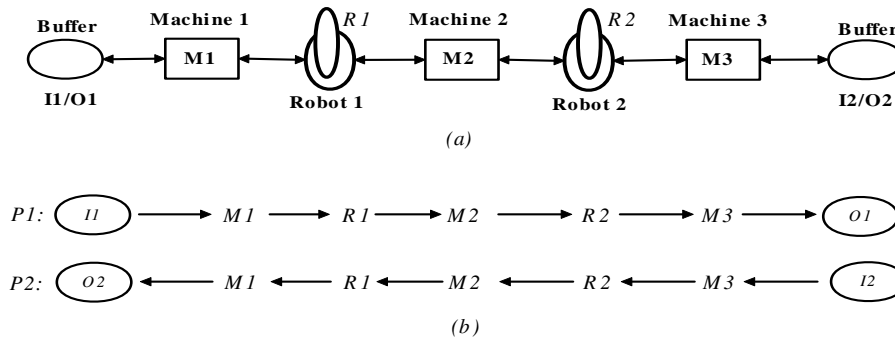 Machine 1 R1 Machine 2 R2 Machine 3
Buffer Buffer
M1 M2 M3
I1/O1 Robot 1 Robot 2 I2/O2
(a)
P1: I1 M1 R1 M2 R2 M3 O1
P2: O2 M1 R1 M2 R2 M3 I2
(b)